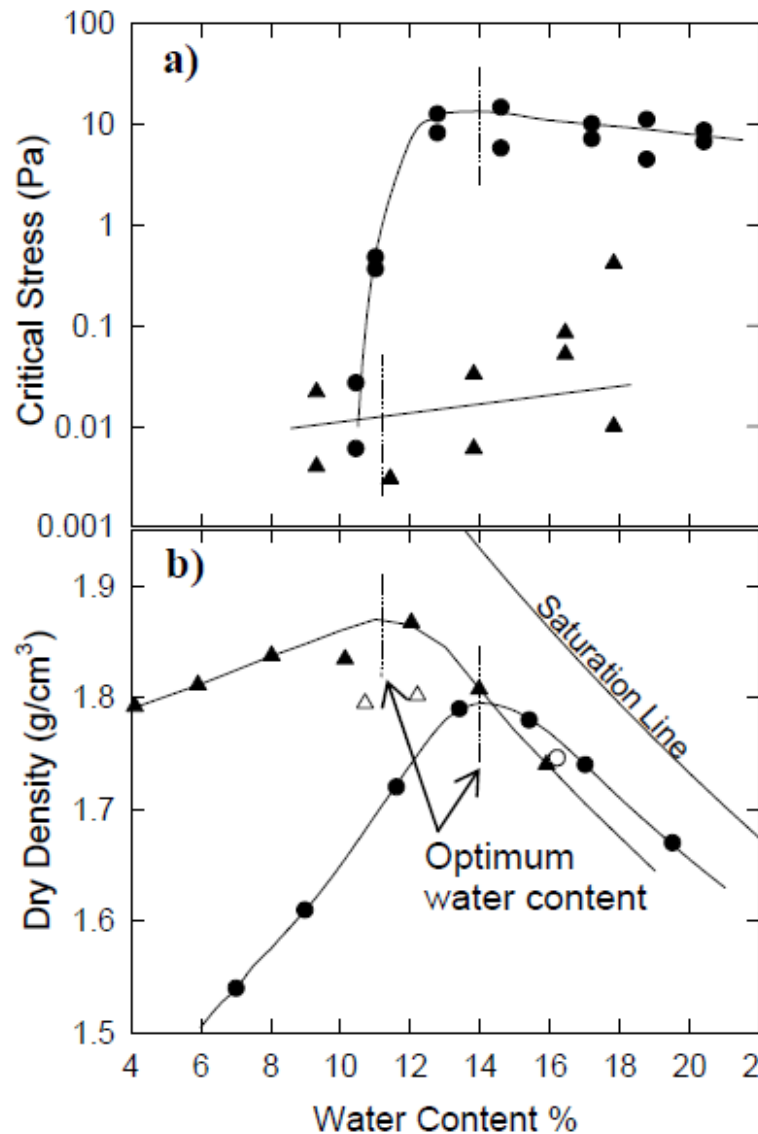 a)
100
10
1
0.1
0.01
0.001
Critical Stress (Pa)
b)
1.9
1.8
1.7
1.6
1.5
Dry Density (g/cm³)
Saturation Line
Optimum
water content
4 6 8 10 12 14 16 18 20 2
Water Content %